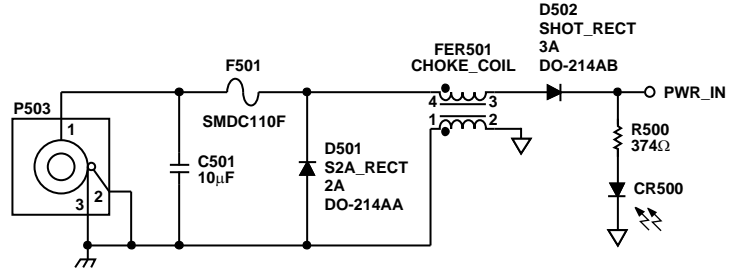 D502
SHOT_RECT
3A
DO-214AB
FER501
CHOKE_COIL
F501
SMDC110F
4
3
1
2
PWR_IN
P503
1
2
3
C501
10µF
D501
S2A_RECT
2A
DO-214AA
R500
374Ω
CR500